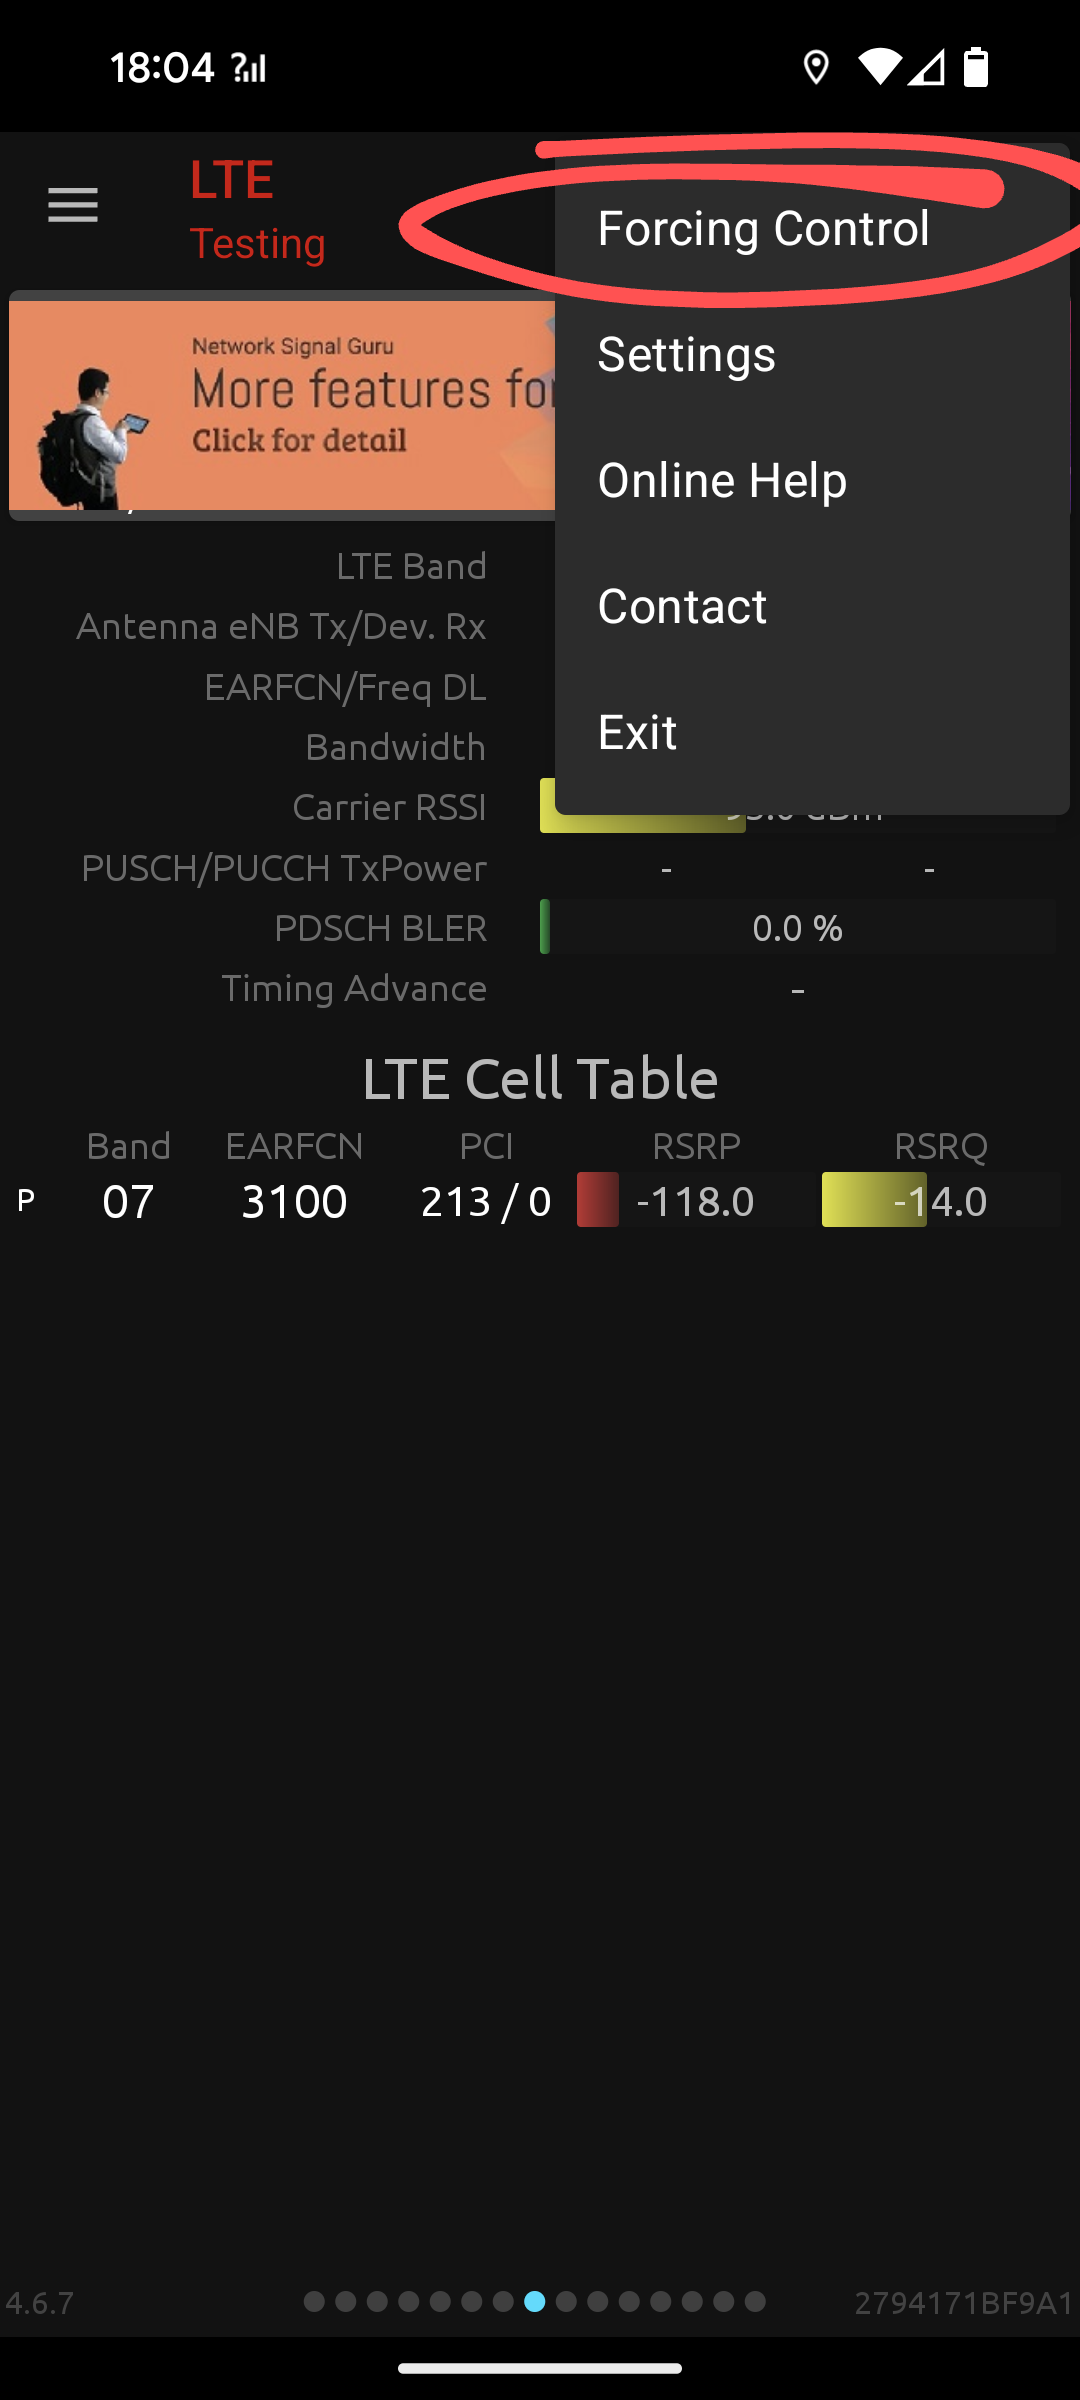 18:04
LTE
Testing
Forcing Control
Settings
Online Help
Contact
Exit
Network Signal Guru
More features for
Click for detail
LTE Band
Antenna eNB Tx/Dev. Rx
EARFCN/Freq DL
Bandwidth
Carrier RSSI
PUSCH/PUCCH TxPower - -
PDSCH BLER 0.0 %
Timing Advance -
LTE Cell Table
Band EARFCN PCI RSRP RSRQ
P 07 3100 213 / 0 -118.0 -14.0
4.6.7 2794171BF9A1